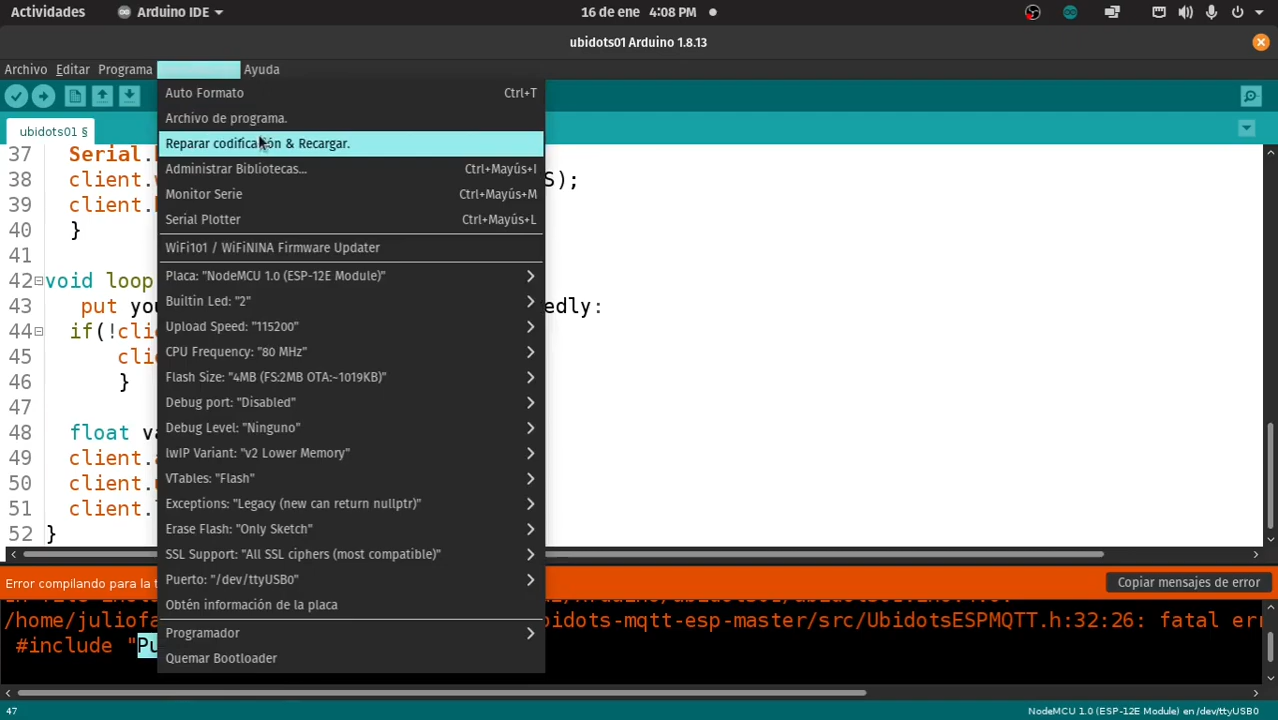 Actividades Arduino IDE 16 de ene 4:08 PM
ubidots01 Arduino 1.8.13
Archivo Editar Programa Ayuda
Auto Formato Ctrl+T
Archivo de programa.
ubidots01 §
Reparar codificación & Recargar.
Administrar Bibliotecas... Ctrl+Mayús+I
Monitor Serie Ctrl+Mayús+M
Serial Plotter Ctrl+Mayús+L
WiFi101 / WiFiNINA Firmware Updater
Placa: "NodeMCU 1.0 (ESP-12E Module)"
Builtin Led: "2"
Upload Speed: "115200"
CPU Frequency: "80 MHz"
Flash Size: "4MB (FS:2MB OTA:~1019KB)"
Debug port: "Disabled"
Debug Level: "Ninguno"
lwIP Variant: "v2 Lower Memory"
VTables: "Flash"
Exceptions: "Legacy (new can return nullptr)"
Erase Flash: "Only Sketch"
SSL Support: "All SSL ciphers (most compatible)"
Puerto: "/dev/ttyUSB0"
Obtén información de la placa
Programador
Quemar Bootloader
37 Serial.
38 client. S);
39 client.
40 }
41
42 void loop
43 put you edly:
44 if(!cli
45 cli
46 }
47
48 float va
49 client.
50 client.
51 client.
52 }
Error compilando para la t Copiar mensajes de error
/home/juliofa bidots-mqtt-esp-master/src/UbidotsESPMQTT.h:32:26: fatal err
#include "Pu
47 NodeMCU 1.0 (ESP-12E Module) en /dev/ttyUSB0